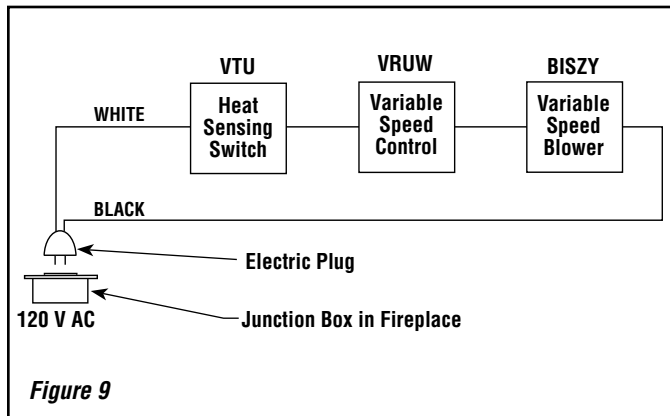 VTU
VRUW
BISZY
Heat
Sensing
Switch
Variable
Speed
Control
Variable
Speed
Blower
WHITE
BLACK
Electric Plug
120 V AC
Junction Box in Fireplace
Figure 9